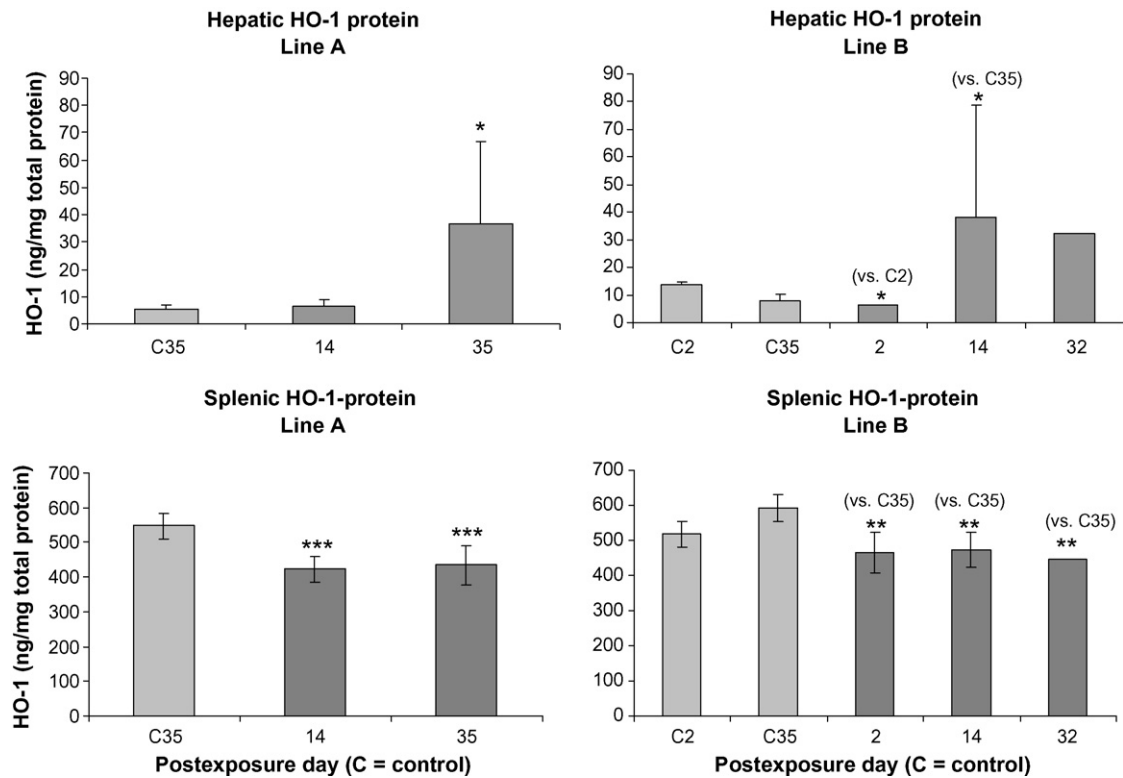 Hepatic HO-1 protein
Line A
HO-1 (ng/mg total protein)
90
80
70
60
50
40
30
20
10
0
*
C35 14 35
Hepatic HO-1 protein
Line B
90
80
70
60
50
40
30
20
10
0
(vs. C2)
*
(vs. C35)
*
C2 C35 2 14 32
Splenic HO-1-protein
Line A
HO-1 (ng/mg total protein)
700
600
500
400
300
200
100
0
*** ***
C35 14 35
Postexposure day (C = control)
Splenic HO-1-protein
Line B
700
600
500
400
300
200
100
0
(vs. C35) (vs. C35) (vs. C35)
** ** **
C2 C35 2 14 32
Postexposure day (C = control)